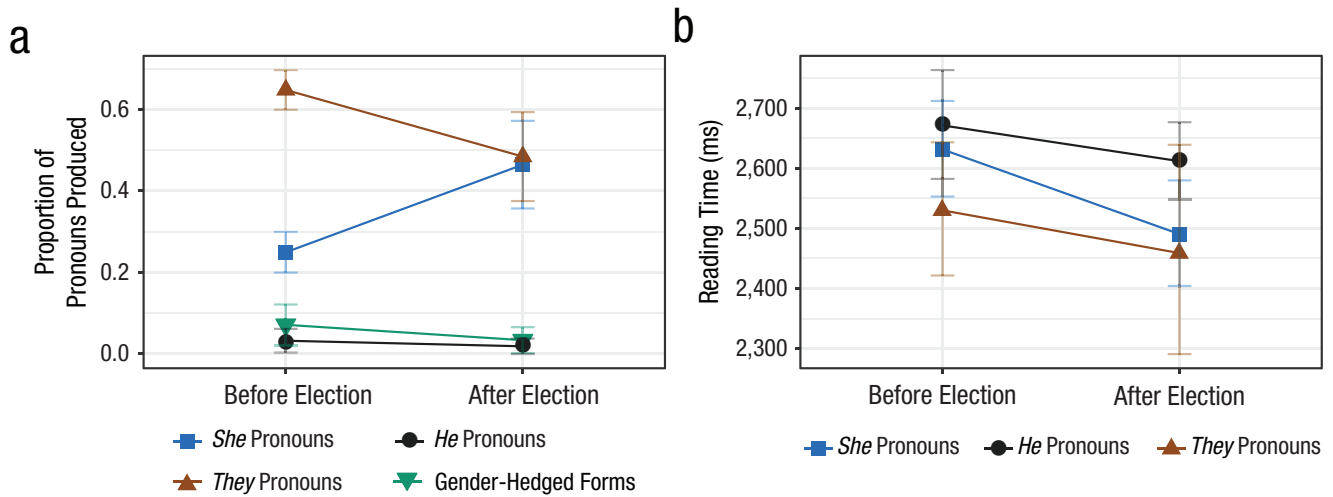 a
Proportion of
Pronouns Produced
0.6
0.4
0.2
0.0
Before Election
After Election
She Pronouns
He Pronouns
They Pronouns
Gender-Hedged Forms
b
Reading Time (ms)
2,700
2,600
2,500
2,400
2,300
Before Election
After Election
She Pronouns
He Pronouns
They Pronouns